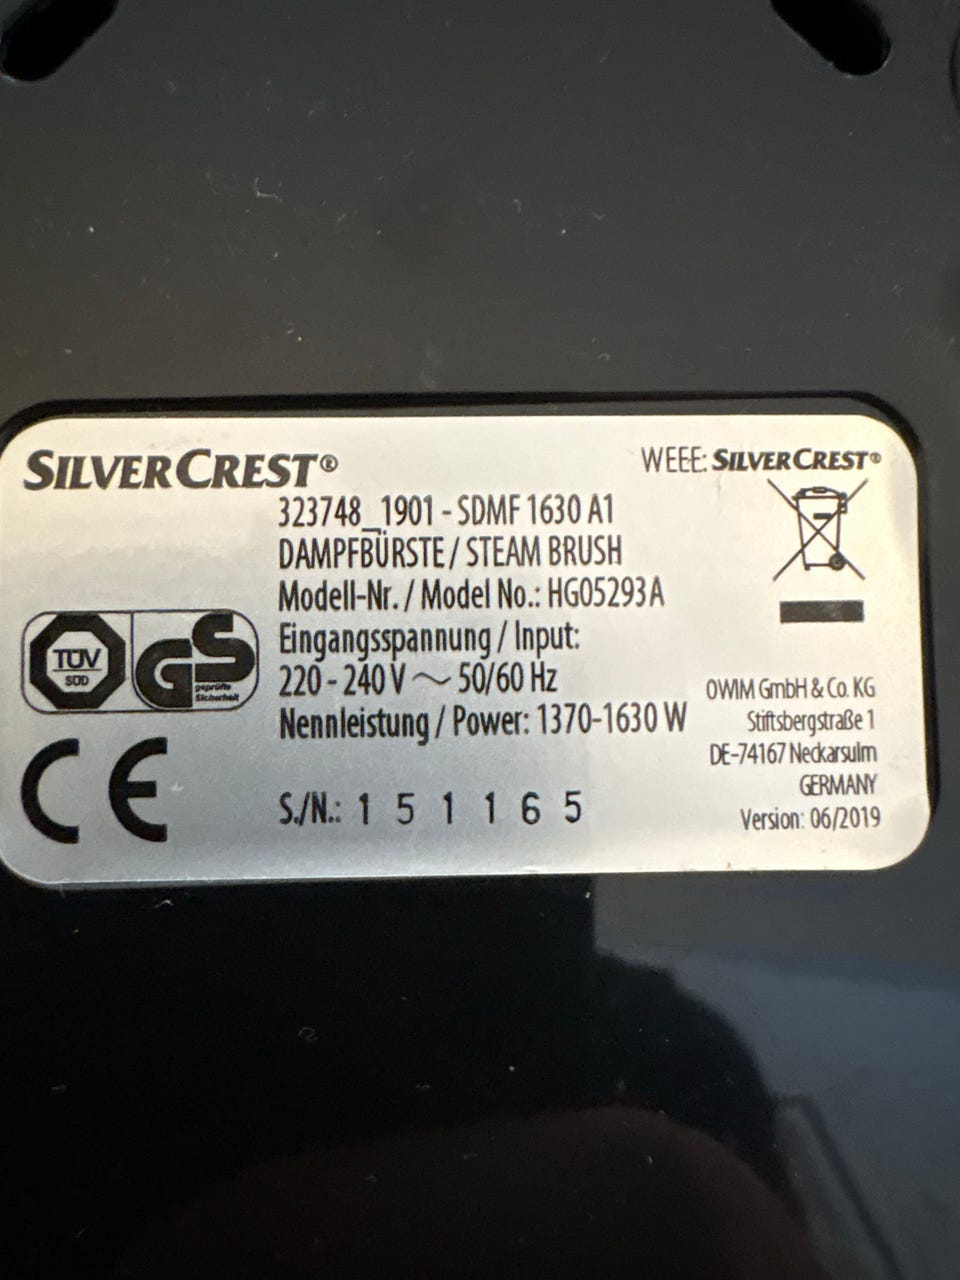 SILVERCREST®
WEEE: SILVERCREST®
323748_1901 - SDMF 1630 A1
DAMPFBÜRSTE / STEAM BRUSH
Modell-Nr. / Model No.: HG05293A
Eingangsspannung / Input:
220 - 240 V ~ 50/60 Hz
Nennleistung / Power: 1370-1630 W
S./N.: 1 5 1 1 6 5
TÜV
SÜD
GS
geprüfte
Sicherheit
CE
OWIM GmbH & Co. KG
Stiftsbergstraße 1
DE-74167 Neckarsulm
GERMANY
Version: 06/2019